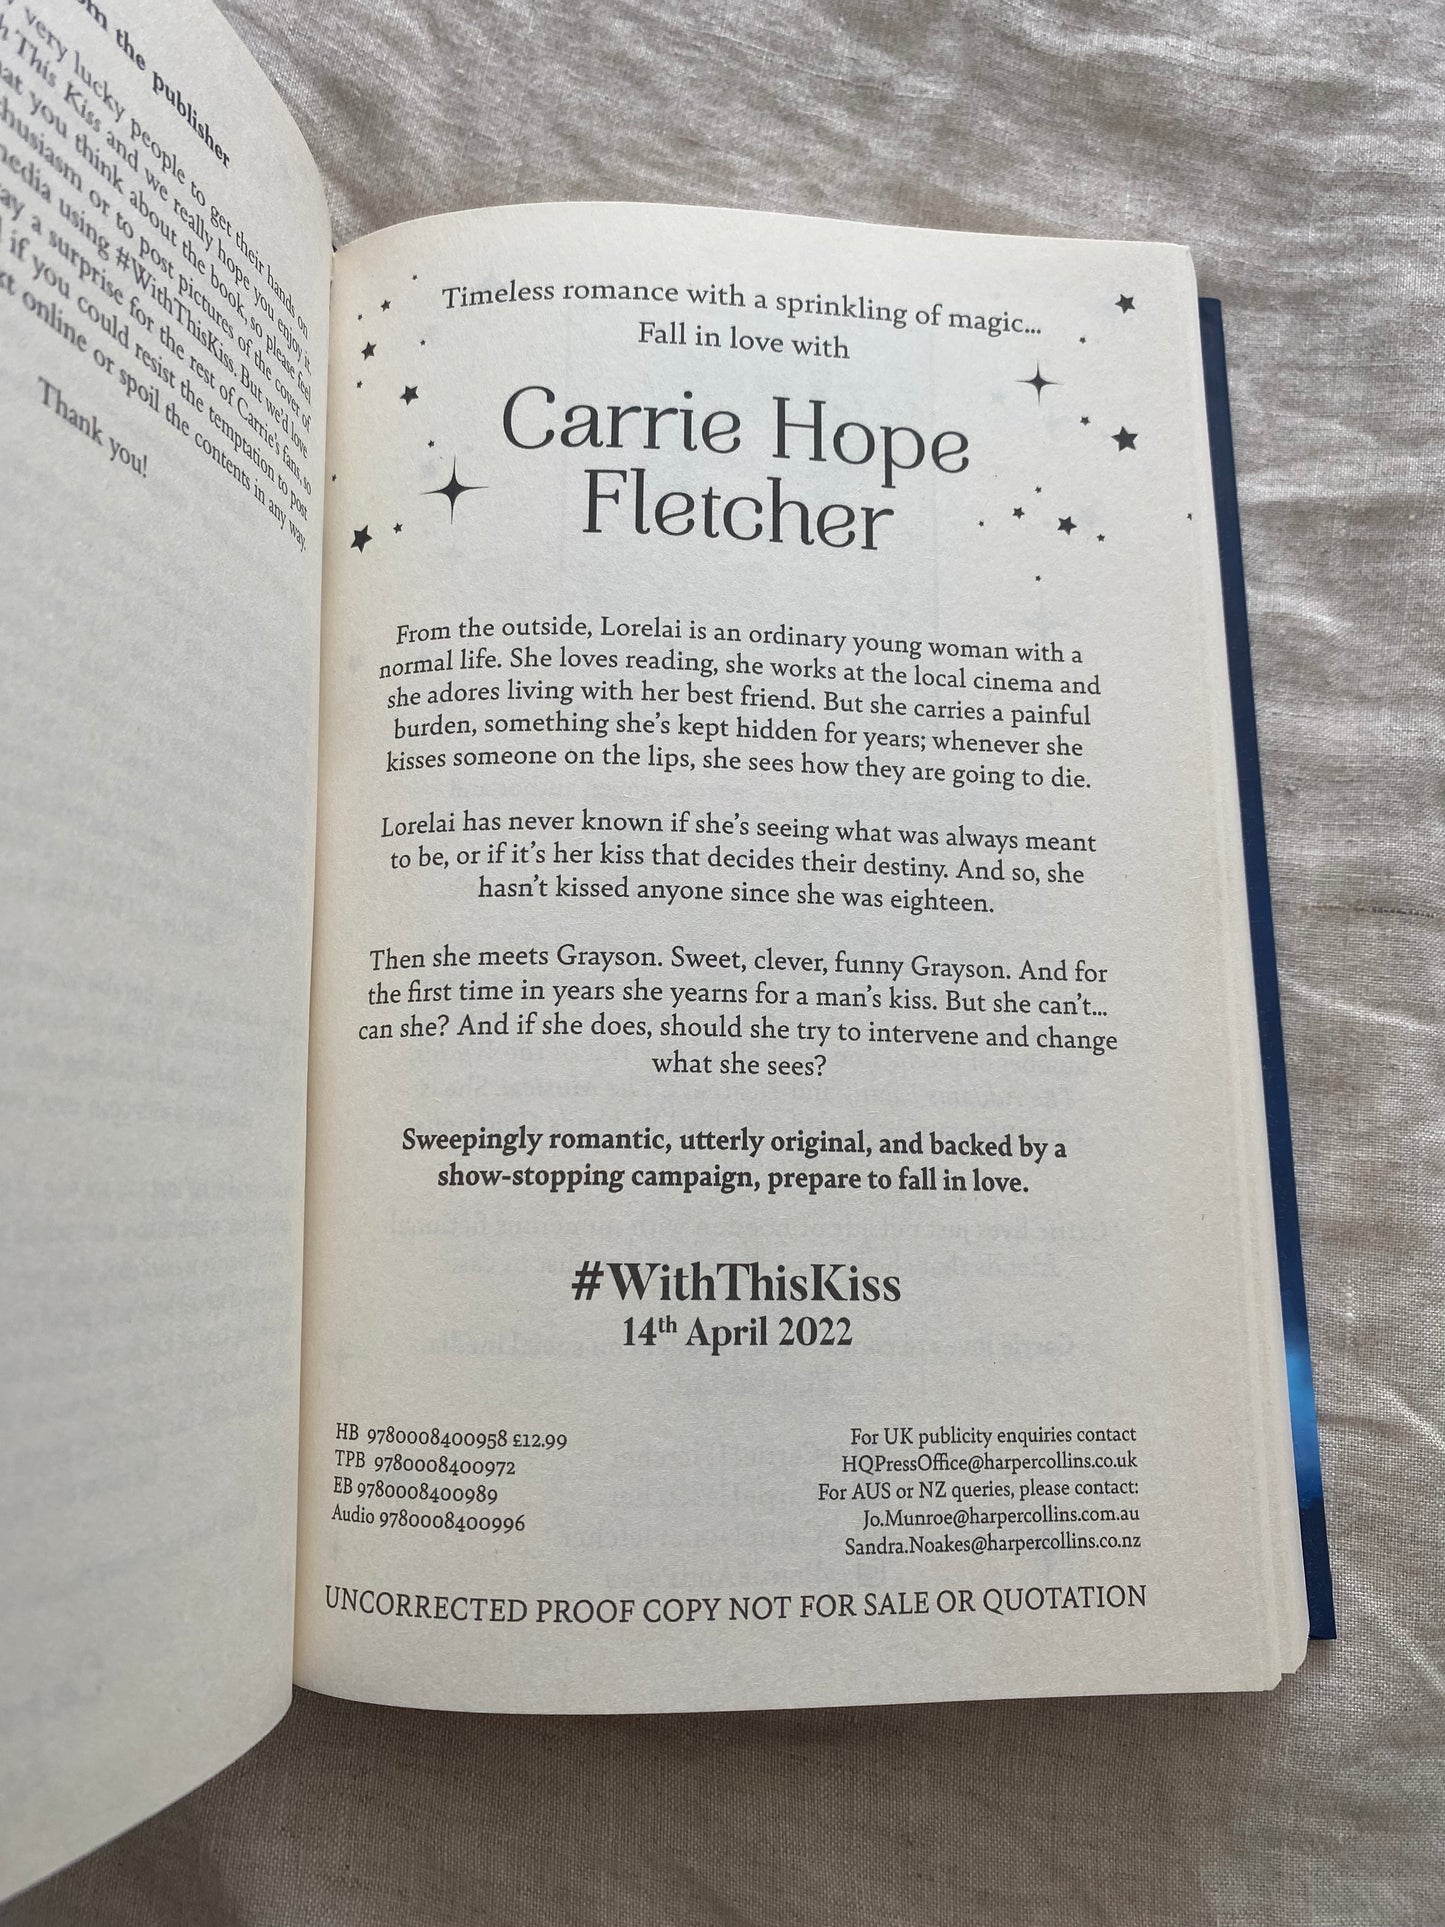 om the publisher
very lucky people to get their hands on
This Kiss and we really hope you enjoy it.
you think about the book, so please feel
or to post pictures of the cover of
using #WithThisKiss. But we'd love
a surprise for the rest of Carrie's fans, so
if you could resist the temptation to post
online or spoil the contents in any way.
Thank you!
Timeless romance with a sprinkling of magic...
Fall in love with
Carrie Hope
Fletcher
From the outside, Lorelai is an ordinary young woman with a
normal life. She loves reading, she works at the local cinema and
she adores living with her best friend. But she carries a painful
burden, something she's kept hidden for years; whenever she
kisses someone on the lips, she sees how they are going to die.
Lorelai has never known if she's seeing what was always meant
to be, or if it's her kiss that decides their destiny. And so, she
hasn't kissed anyone since she was eighteen.
Then she meets Grayson. Sweet, clever, funny Grayson. And for
the first time in years she yearns for a man's kiss. But she can't...
can she? And if she does, should she try to intervene and change
what she sees?
Sweepingly romantic, utterly original, and backed by a
show-stopping campaign, prepare to fall in love.
#WithThisKiss
14th April 2022
HB 9780008400958 £12.99
TPB 9780008400972
EB 9780008400989
Audio 9780008400996
For UK publicity enquiries contact
HQPressOffice@harpercollins.co.uk
For AUS or NZ queries, please contact:
Jo.Munroe@harpercollins.com.au
Sandra.Noakes@harpercollins.co.nz
UNCORRECTED PROOF COPY NOT FOR SALE OR QUOTATION